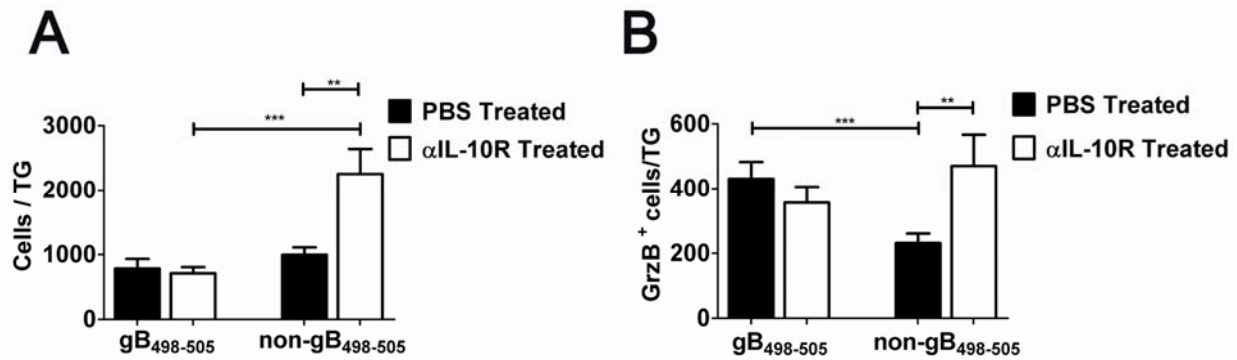 A
**
PBS Treated
αIL-10R Treated
***
3000
2000
1000
0
Cells / TG
gB498-505
non-gB498-505
B
**
PBS Treated
αIL-10R Treated
***
600
400
200
0
GrzB + cells/TG
gB498-505
non-gB498-505